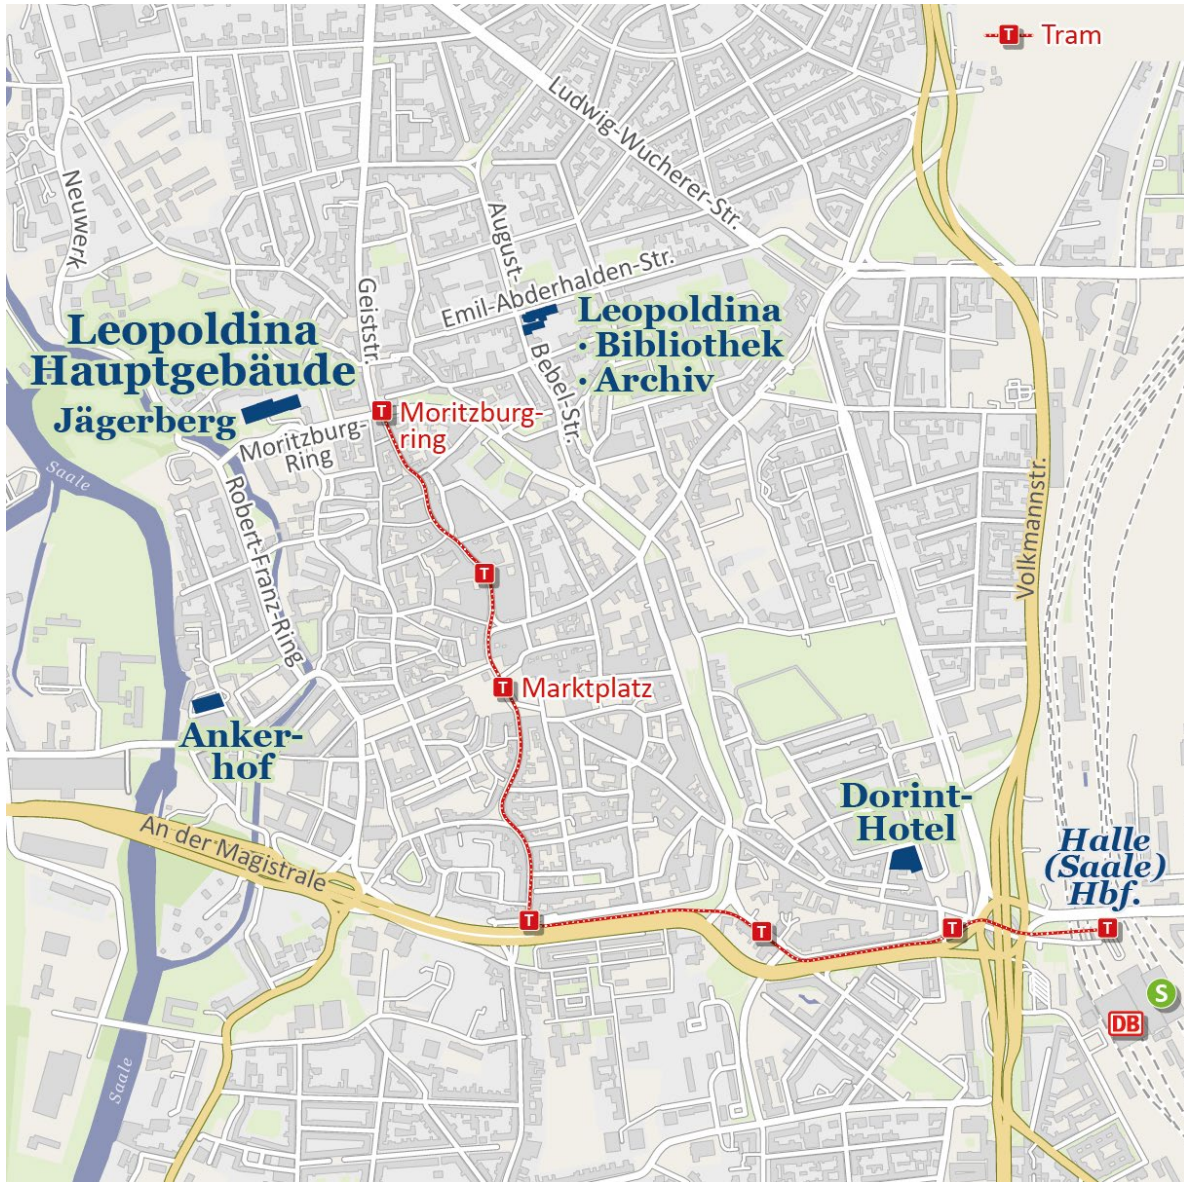 T Tram
Ludwig-Wucherer-Str.
Neuwerk
August-
Geiststr.
Emil-Abderhalden-Str.
Leopoldina
Hauptgebäude
Jägerberg
Leopoldina
· Bibliothek
· Archiv
Bebel-Str.
T Moritzburg-
ring
Moritzburg-
Ring
Saale
Robert-Franz-Ring
Volkmannstr.
T
T Marktplatz
Anker-
hof
Dorint-
Hotel
An der Magistrale
Halle
(Saale)
Hbf.
T
T
T
T
S
DB
Saale